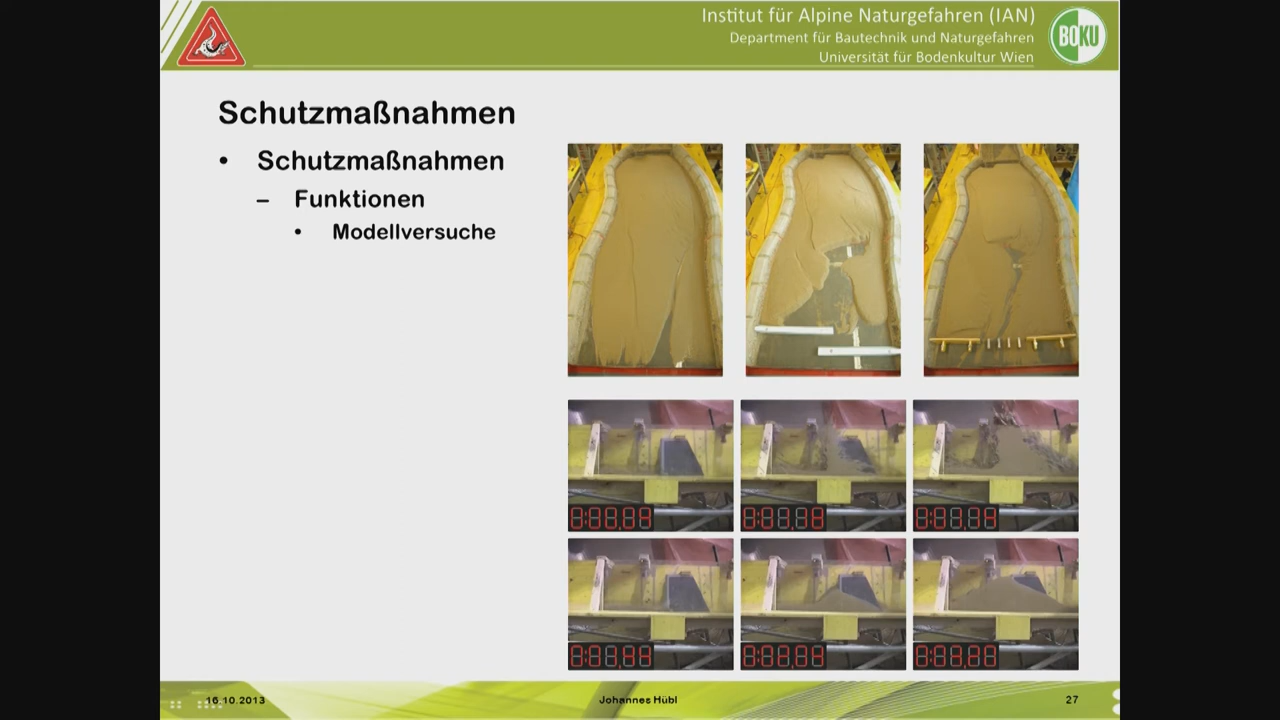 Institut für Alpine Naturgefahren (IAN)
Department für Bautechnik und Naturgefahren
Universität für Bodenkultur Wien
BOKU
Schutzmaßnahmen
• Schutzmaßnahmen
– Funktionen
• Modellversuche
16.10.2013
Johannes Hübl
27